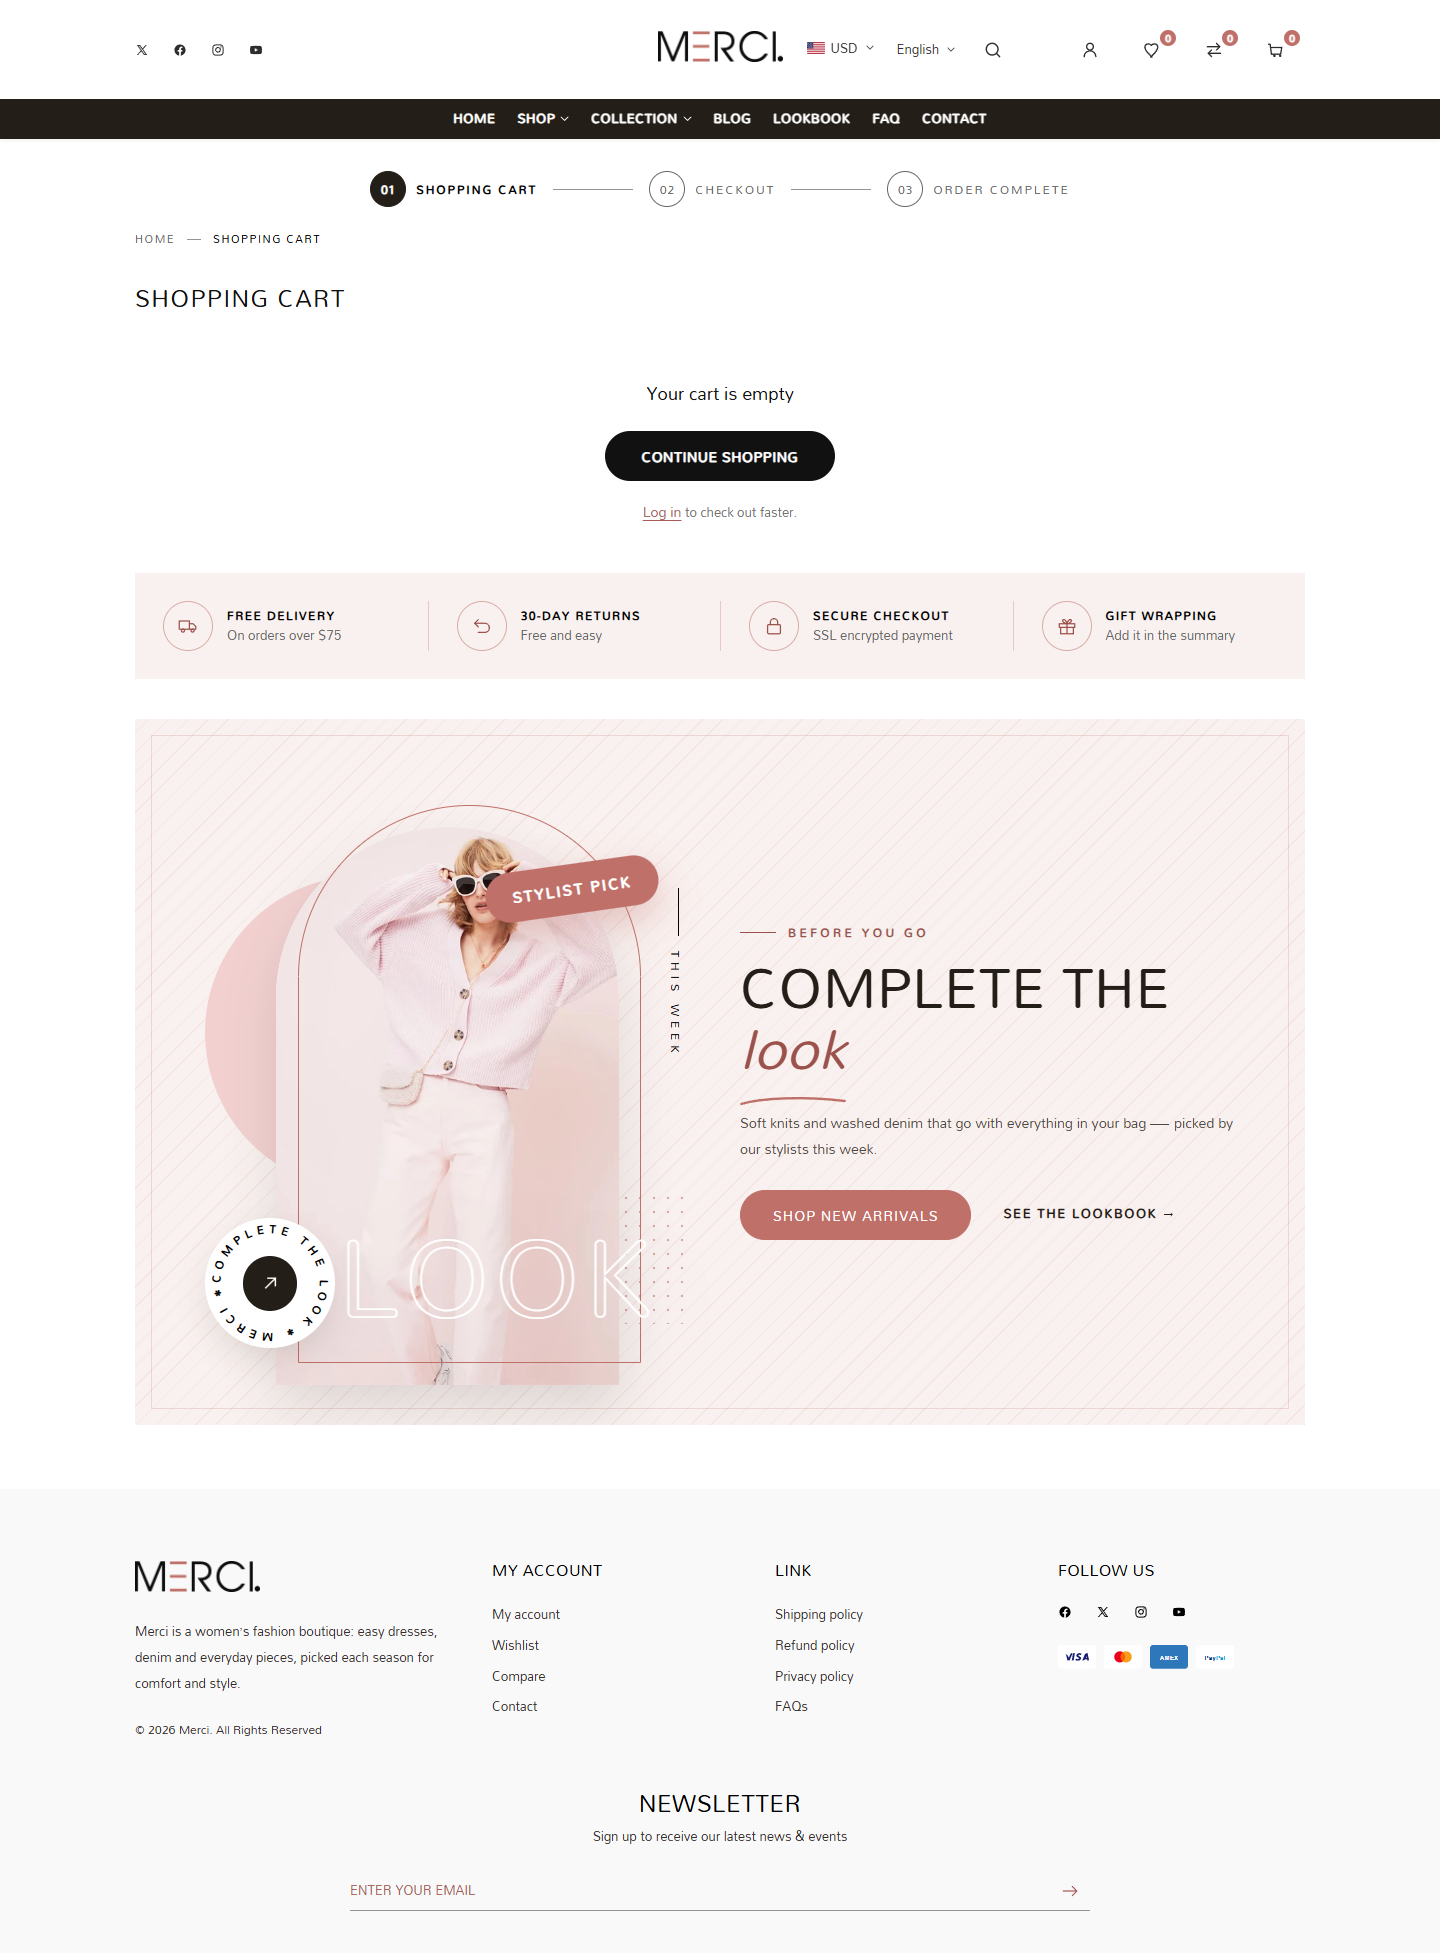 MERCI.
USD
English
0
0
0
HOME
SHOP
COLLECTION
BLOG
LOOKBOOK
FAQ
CONTACT
01 SHOPPING CART
02 CHECKOUT
03 ORDER COMPLETE
HOME — SHOPPING CART
SHOPPING CART
Your cart is empty
CONTINUE SHOPPING
Log in to check out faster.
FREE DELIVERY
On orders over $75
30-DAY RETURNS
Free and easy
SECURE CHECKOUT
SSL encrypted payment
GIFT WRAPPING
Add it in the summary
STYLIST PICK
THIS WEEK
LOOK
COMPLETE THE LOOK * MERCI *
BEFORE YOU GO
COMPLETE THE
look
Soft knits and washed denim that go with everything in your bag — picked by
our stylists this week.
SHOP NEW ARRIVALS
SEE THE LOOKBOOK →
MERCI.
Merci is a women's fashion boutique: easy dresses,
denim and everyday pieces, picked each season for
comfort and style.
© 2026 Merci. All Rights Reserved
MY ACCOUNT
My account
Wishlist
Compare
Contact
LINK
Shipping policy
Refund policy
Privacy policy
FAQs
FOLLOW US
VISA
AMEX
PayPal
NEWSLETTER
Sign up to receive our latest news & events
ENTER YOUR EMAIL